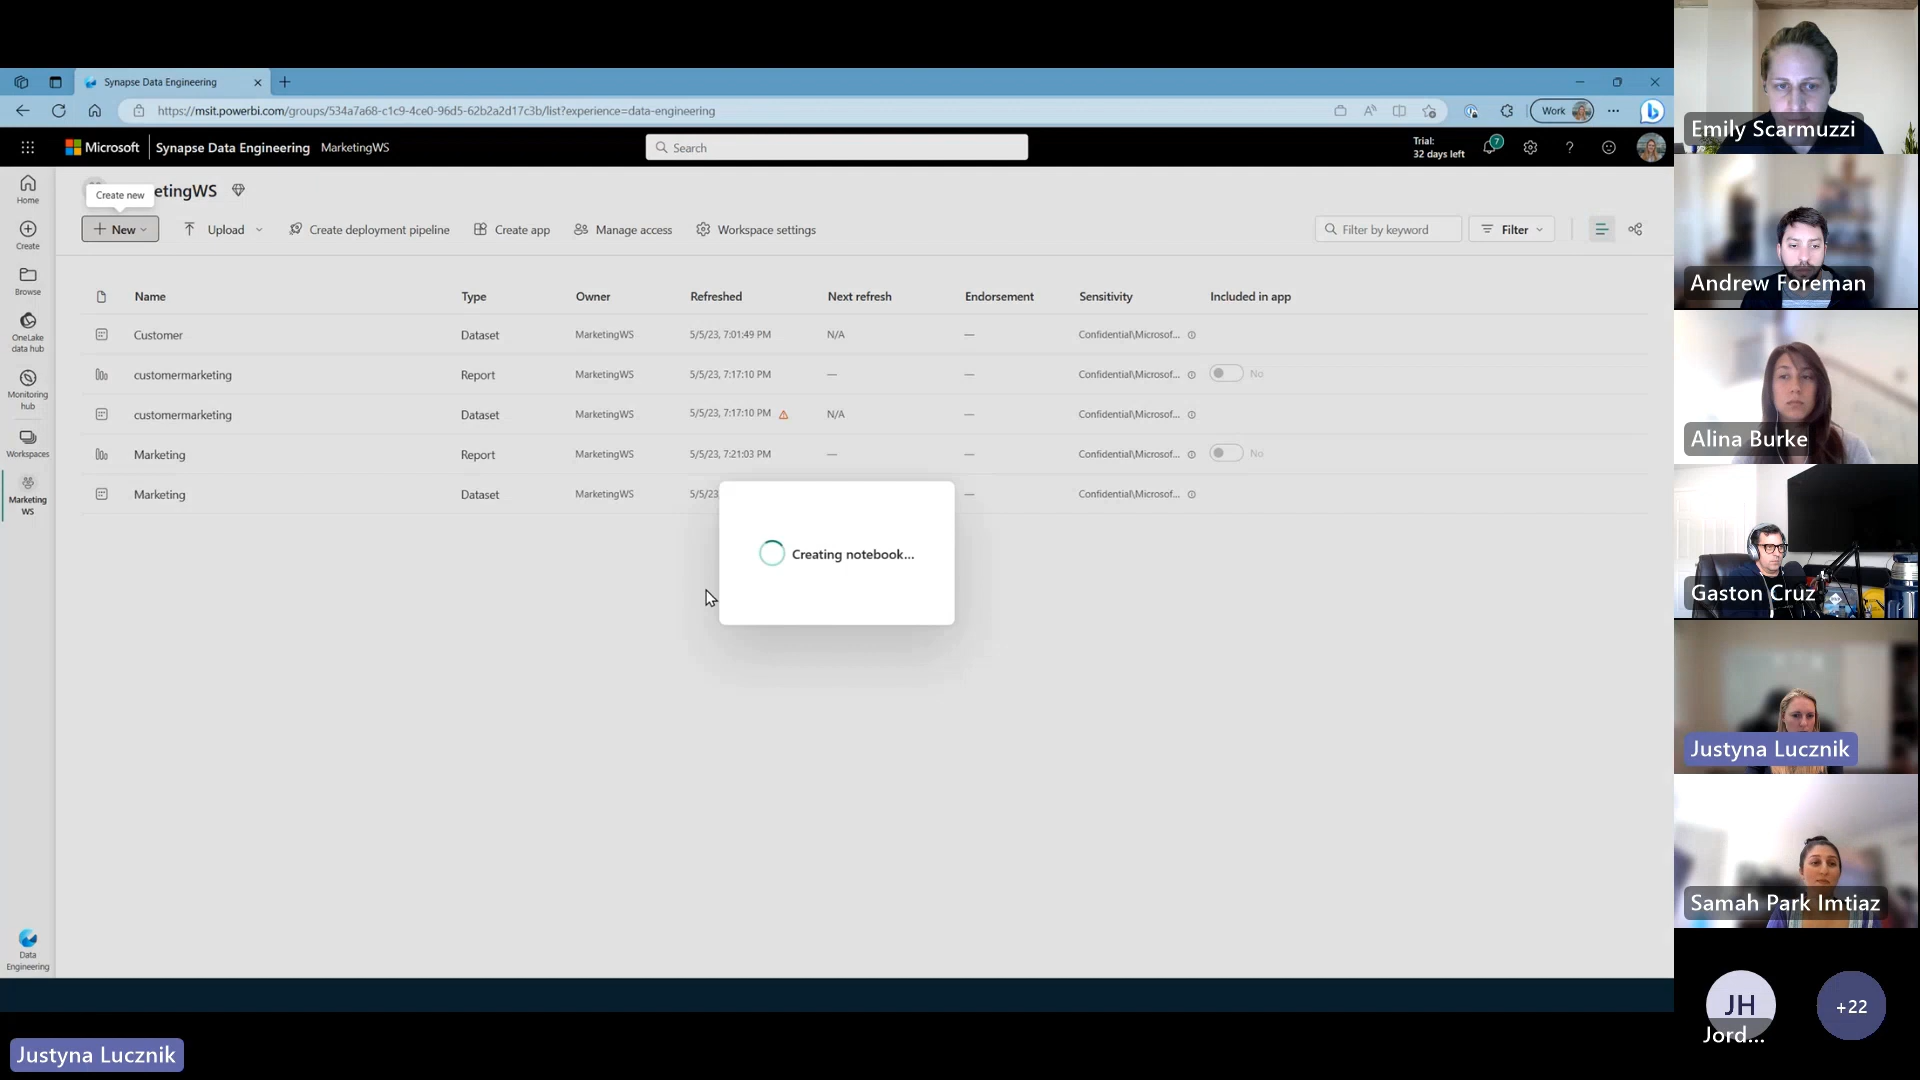 Synapse Data Engineering
https://msit.powerbi.com/groups/534a7a68-c1c9-4ce0-96d5-62b2a2d17c3b/list?experience=data-engineering
Work
Microsoft
Synapse Data Engineering
MarketingWS
Search
Trial:
32 days left
7
Home
Create
Browse
OneLake
data hub
Monitoring
hub
Workspaces
Marketing
WS
Data
Engineering
etingWS
Create new
New
Upload
Create deployment pipeline
Create app
Manage access
Workspace settings
Filter by keyword
Filter
Name Type Owner Refreshed Next refresh Endorsement Sensitivity Included in app
Customer Dataset MarketingWS 5/5/23, 7:01:49 PM N/A — Confidential\Microsof...
customermarketing Report MarketingWS 5/5/23, 7:17:10 PM — — Confidential\Microsof... No
customermarketing Dataset MarketingWS 5/5/23, 7:17:10 PM N/A — Confidential\Microsof...
Marketing Report MarketingWS 5/5/23, 7:21:03 PM — — Confidential\Microsof... No
Marketing Dataset MarketingWS 5/5/23 — Confidential\Microsof...
Creating notebook...
Emily Scarmuzzi
Andrew Foreman
Alina Burke
Gaston Cruz
Justyna Lucznik
Samah Park Imtiaz
JH
Jord...
+22
Justyna Lucznik